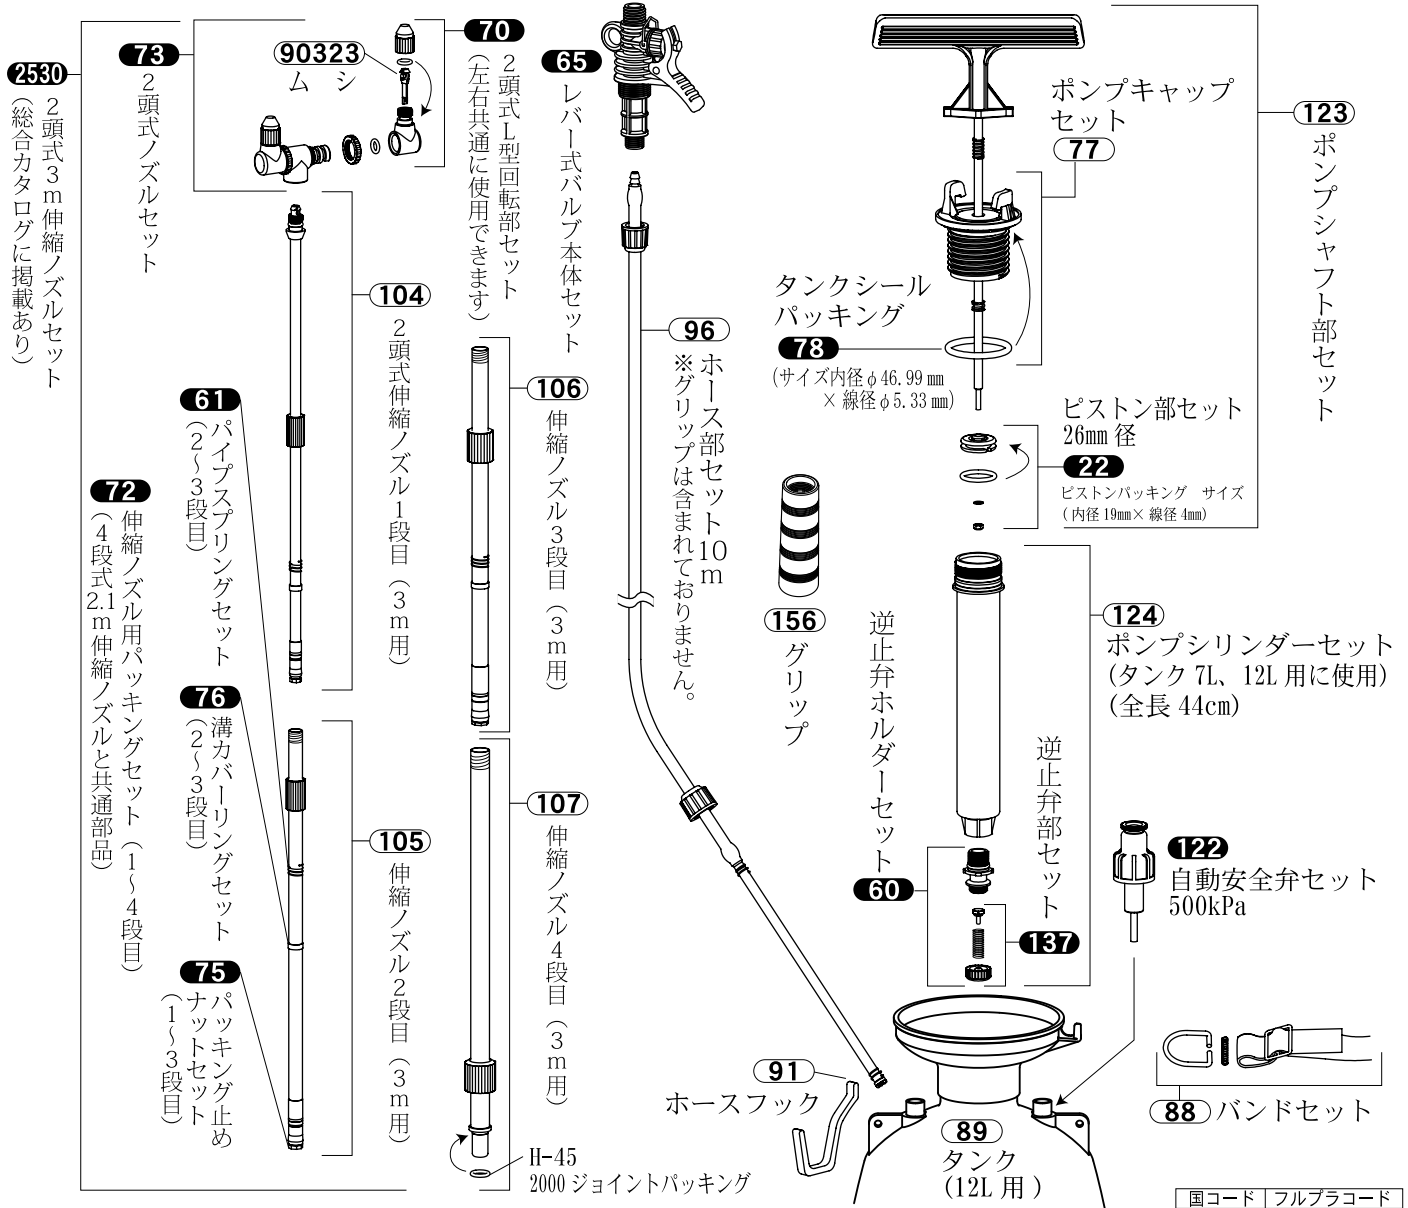 2530
2頭式3m伸縮ノズルセット
(総合カタログに掲載あり)
73
2頭式ノズルセット
90323
ムシ
70
2頭式L型回転部セット
(左右共通に使用できます)
104
2頭式伸縮ノズル1段目(3m用)
61
パイプスプリングセット
(2〜3段目)
72
伸縮ノズル用パッキングセット(1〜4段目)
(4段式2.1m伸縮ノズルと共通部品)
76
溝カバーリングセット
(2〜3段目)
75
パッキング止め
ナットセット
(1〜3段目)
105
伸縮ノズル2段目(3m用)
106
伸縮ノズル3段目(3m用)
107
伸縮ノズル4段目(3m用)
H-45
2000ジョイントパッキング
65
レバー式バルブ本体セット
96
ホース部セット10m
※グリップは含まれておりません。
156
グリップ
91
ホースフック
ポンプキャップ
セット
77
タンクシール
パッキング
78
(サイズ内径φ46.99mm
×線径φ5.33mm)
123
ポンプシャフト部セット
ピストン部セット
26mm径
22
ピストンパッキング サイズ
(内径19mm×線径4mm)
124
ポンプシリンダーセット
(タンク7L、12L用に使用)
(全長44cm)
逆止弁ホルダーセット
60
逆止弁部セット
137
122
自動安全弁セット
500kPa
88 バンドセット
89
タンク
(12L用)
国コード フルプラコード